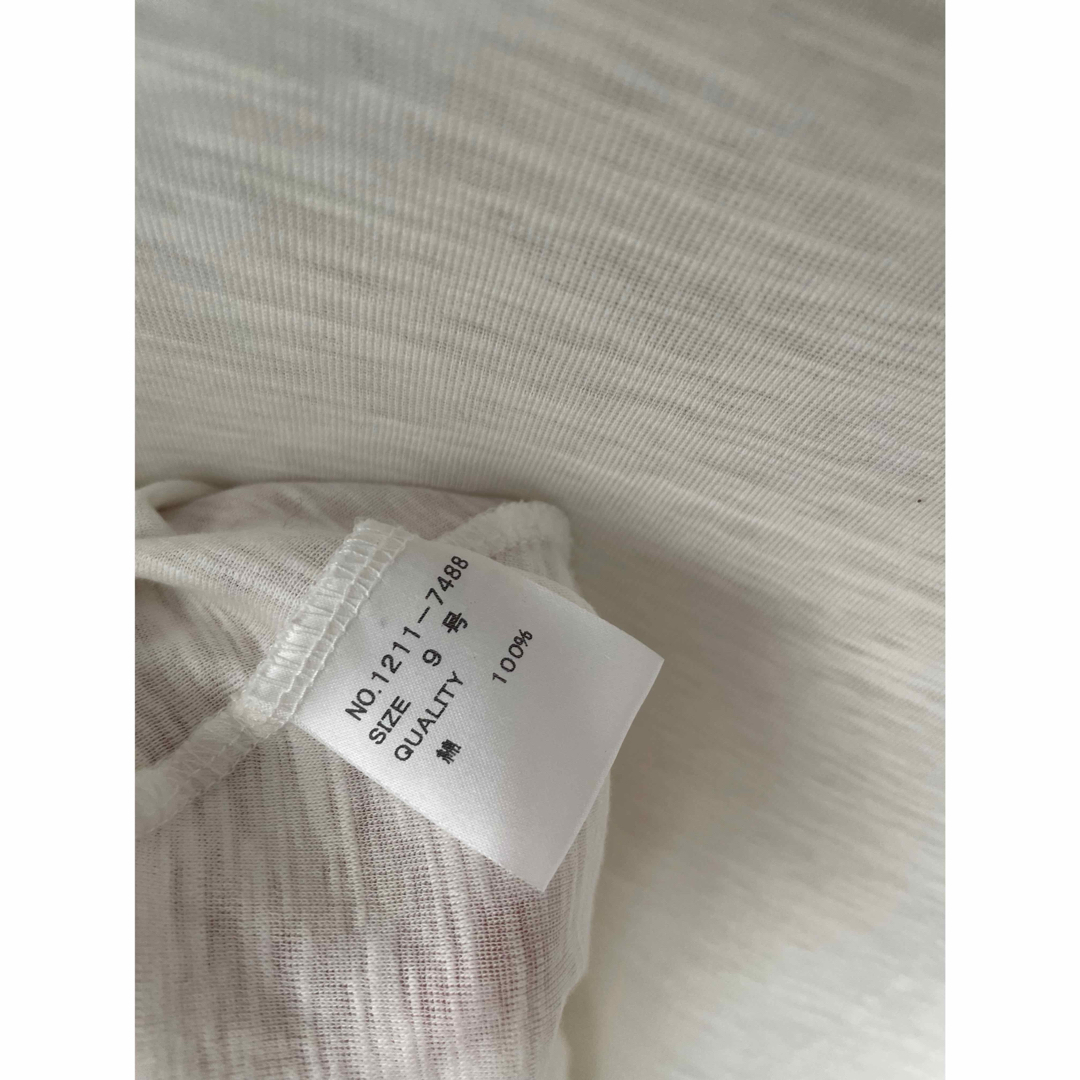 NO.1211-7488
SIZE 9 号
QUALITY
綿 100%